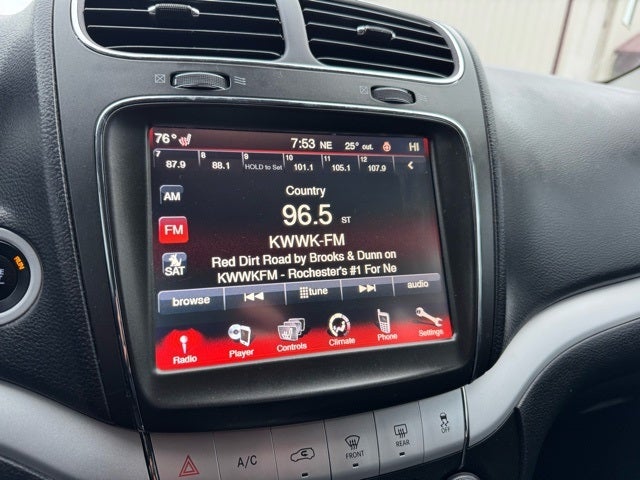 76° 7:53 NE 25° out. HI
7 8 9 10 11 12
87.9 88.1 HOLD to Set 101.1 105.1 107.9 <
Country
AM
96.5 ST
FM
KWWK-FM
Red Dirt Road by Brooks & Dunn on
SAT
KWWKFM - Rochester's #1 For Ne
browse tune audio
Radio Player Controls Climate Phone Settings
RUN
A/C FRONT REAR OFF